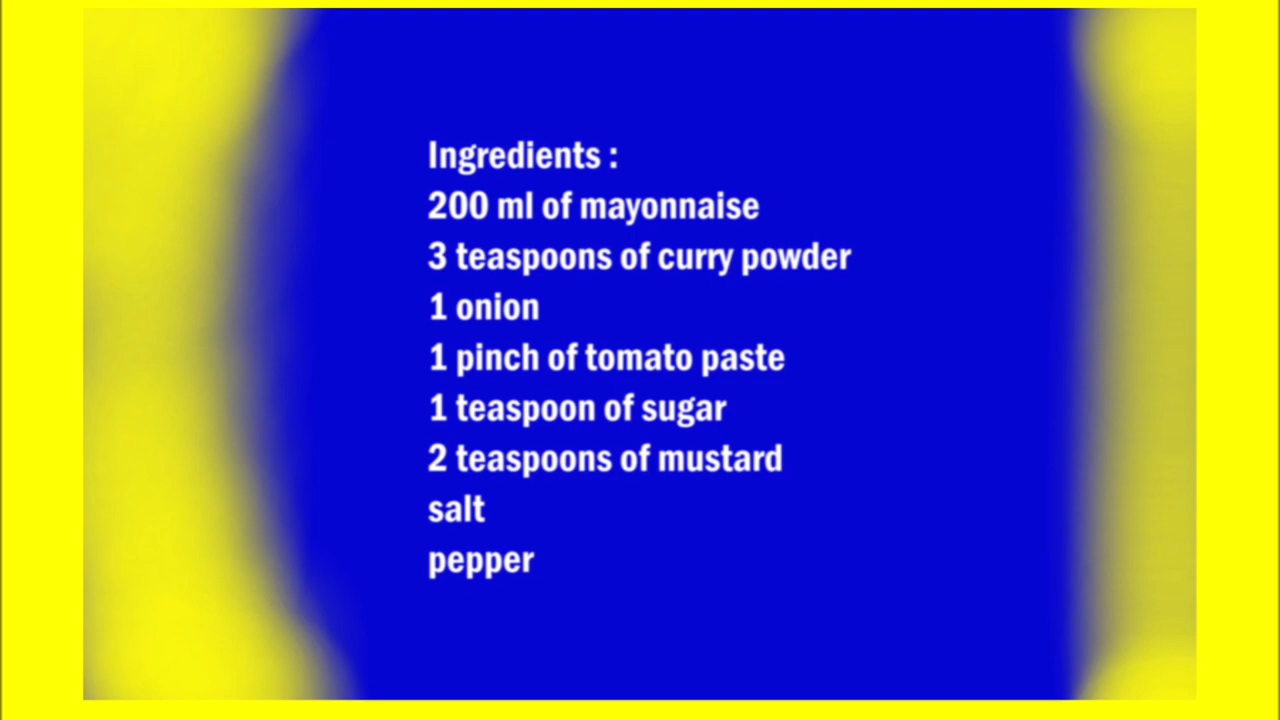 Ingredients :
200 ml of mayonnaise
3 teaspoons of curry powder
1 onion
1 pinch of tomato paste
1 teaspoon of sugar
2 teaspoons of mustard
salt
pepper